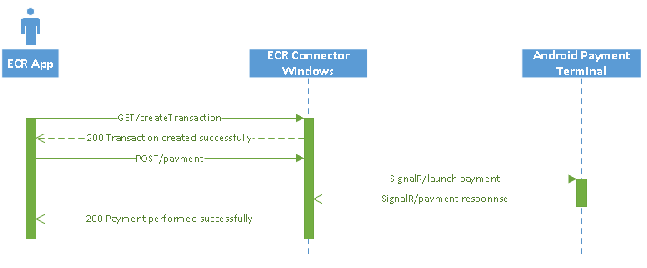 ECR App
ECR Connector
Windows
Android Payment
Terminal
GET/createTransaction
200 Transaction created successfully
POST/payment
SignalR/launch payment
SignalR/payment responnse
200 Payment performed successfully